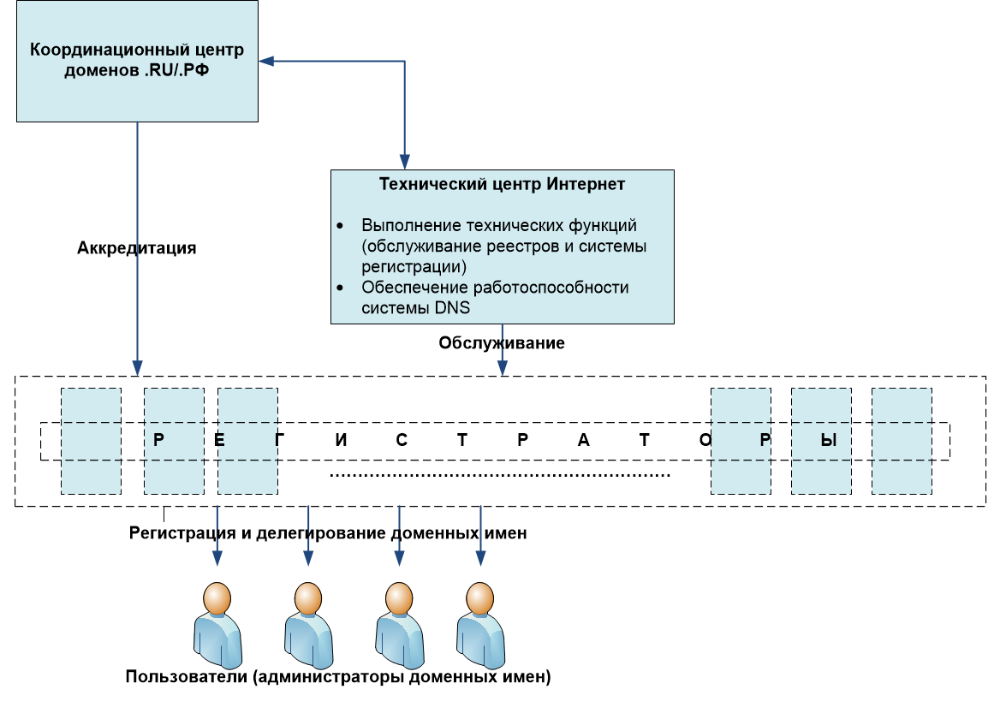 Координационный центр
доменов .RU/.РФ
Технический центр Интернет
• Выполнение технических функций
(обслуживание реестров и системы
регистрации)
• Обеспечение работоспособности
системы DNS
Аккредитация
Обслуживание
Р Е Г И С Т Р А Т О Р Ы
Регистрация и делегирование доменных имен
Пользователи (администраторы доменных имен)